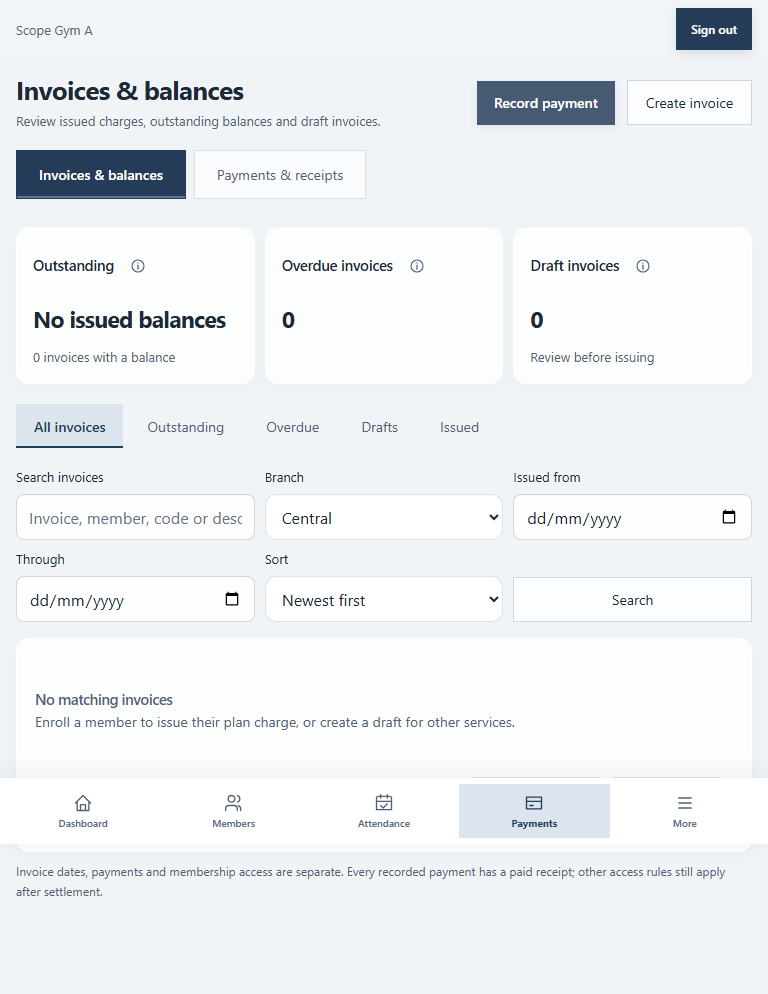 Scope Gym A
Sign out
Invoices & balances
Review issued charges, outstanding balances and draft invoices.
Record payment
Create invoice
Invoices & balances
Payments & receipts
Outstanding
No issued balances
0 invoices with a balance
Overdue invoices
0
Draft invoices
0
Review before issuing
All invoices
Outstanding
Overdue
Drafts
Issued
Search invoices
Invoice, member, code or desc
Branch
Central
Issued from
dd/mm/yyyy
Through
dd/mm/yyyy
Sort
Newest first
Search
No matching invoices
Enroll a member to issue their plan charge, or create a draft for other services.
Dashboard
Members
Attendance
Payments
More
Invoice dates, payments and membership access are separate. Every recorded payment has a paid receipt; other access rules still apply
after settlement.